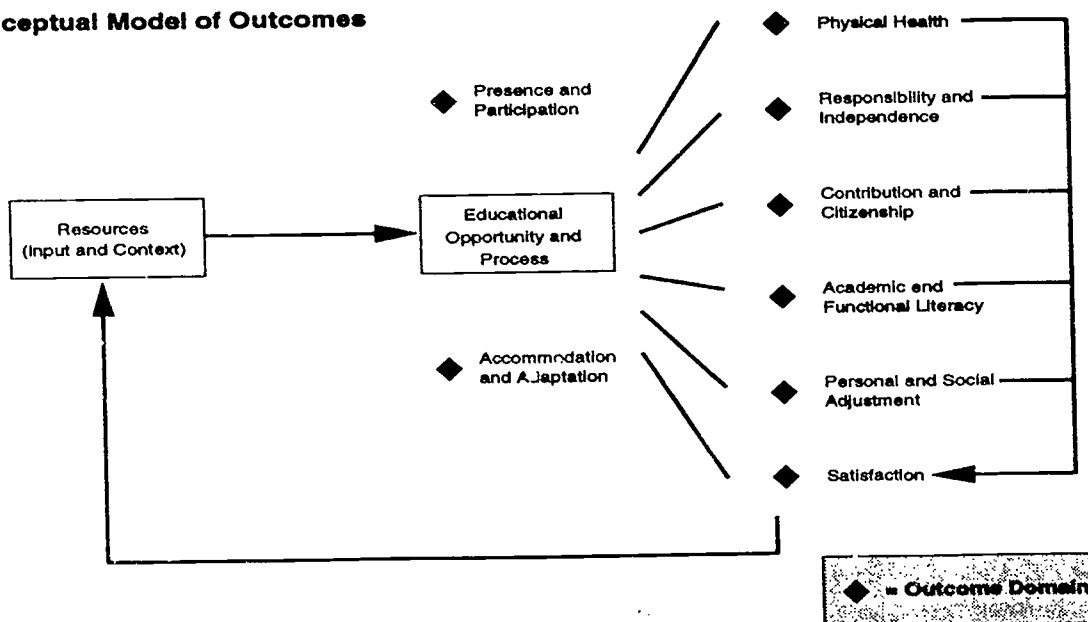 ceptual Model of Outcomes
Physical Health
Presence and
Participation
Responsibility and
Independence
Resources
(Input and Context)
Educational
Opportunity and
Process
Contribution and
Citizenship
Academic end
Functional Literacy
Accommodation
and Adaptation
Personal and Social
Adjustment
Satisfaction
= Outcome Domain